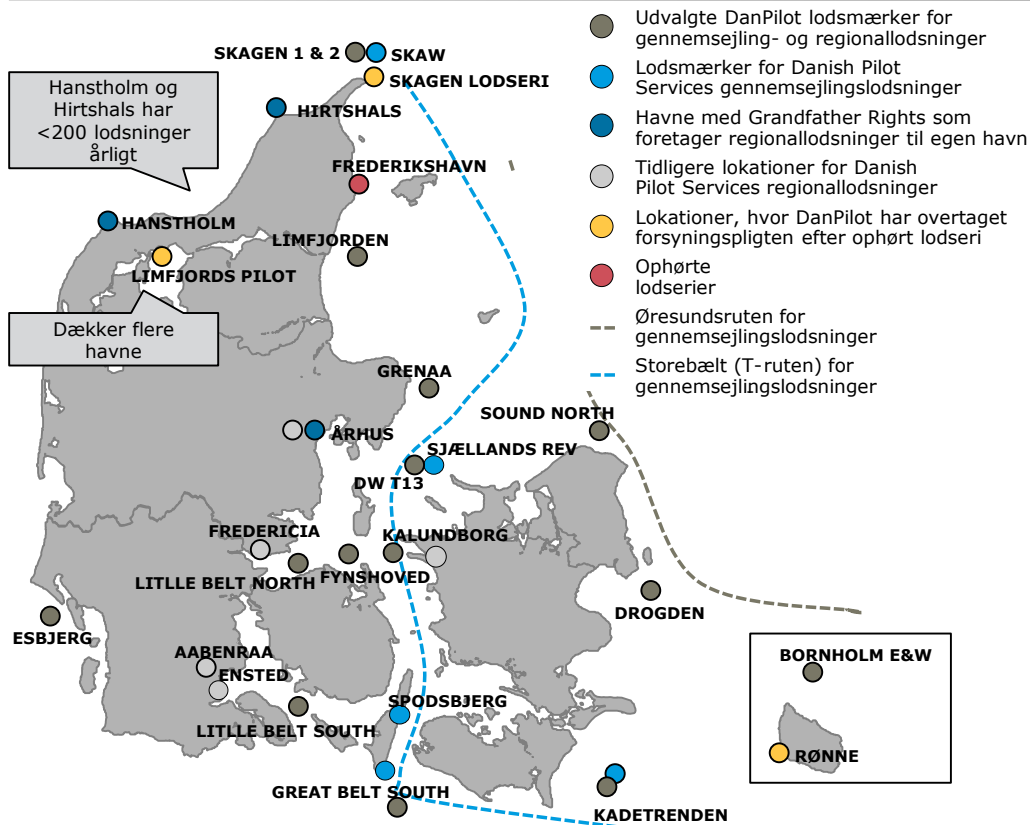 SKAGEN 1 & 2
SKAW
SKAGEN LODSERI
Hanstholm og
Hirtshals har
<200 lodsninger
årligt
HIRTSHALS
FREDERIKSHAVN
HANSTHOLM
LIMFJORDEN
LIMFJORDS PILOT
Dækker flere
havne
GRENAA
SOUND NORTH
ÅRHUS
SJÆLLANDS REV
DW T13
FREDERICIA
KALUNDBORG
LITLLE BELT NORTH
FYNSHOVED
DROGDEN
ESBJERG
AABENRAA
ENSTED
SPODSBJERG
LITLLE BELT SOUTH
GREAT BELT SOUTH
KADETRENDEN
BORNHOLM E&W
RØNNE
Udvalgte DanPilot lodsmærker for
gennemsejling- og regionallodsninger
Lodsmærker for Danish Pilot
Services gennemsejlingslodsninger
Havne med Grandfather Rights som
foretager regionallodsninger til egen havn
Tidligere lokationer for Danish
Pilot Services regionallodsninger
Lokationer, hvor DanPilot har overtaget
forsyningspligten efter ophørt lodseri
Ophørte
lodserier
Øresundsruten for
gennemsejlingslodsninger
Storebælt (T-ruten) for
gennemsejlingslodsninger